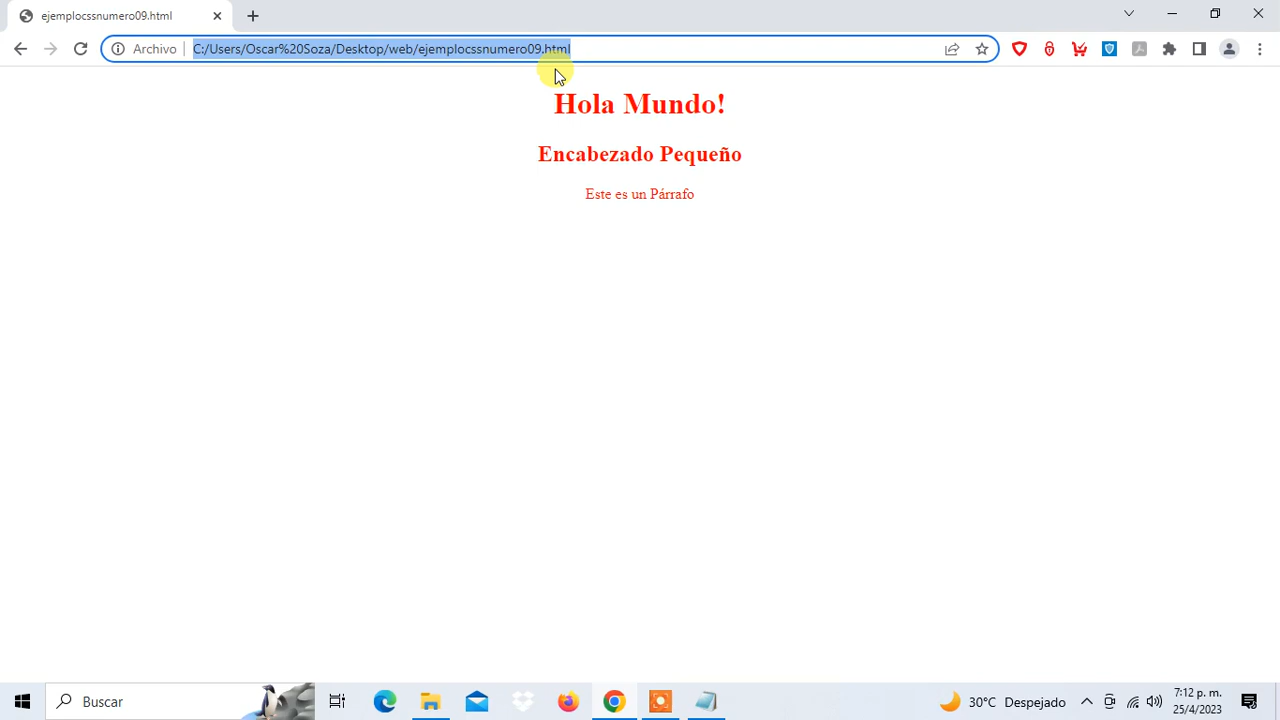 ejemplocssnumero09.html
Archivo
C:/Users/Oscar%20Soza/Desktop/web/ejemplocssnumero09.html
Hola Mundo!
Encabezado Pequeño
Este es un Párrafo
Buscar
30°C Despejado
7:12 p. m.
25/4/2023